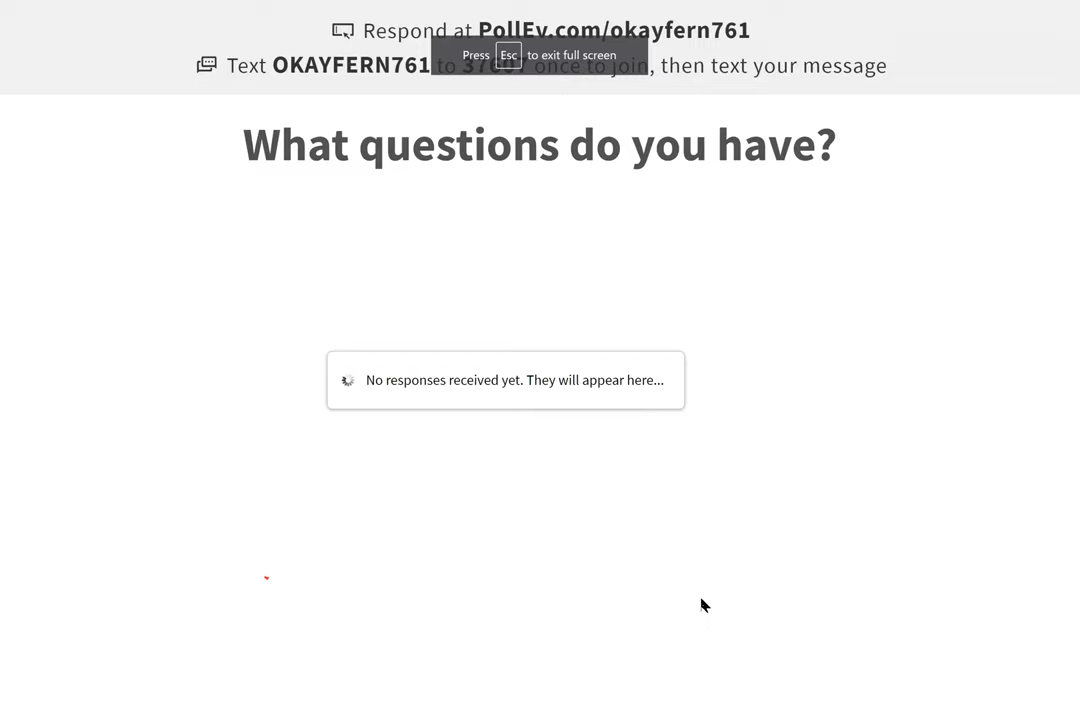 Respond at PollEv.com/okayfern761
Press Esc to exit full screen
Text OKAYFERN761 to 37607 once to join, then text your message
What questions do you have?
No responses received yet. They will appear here...